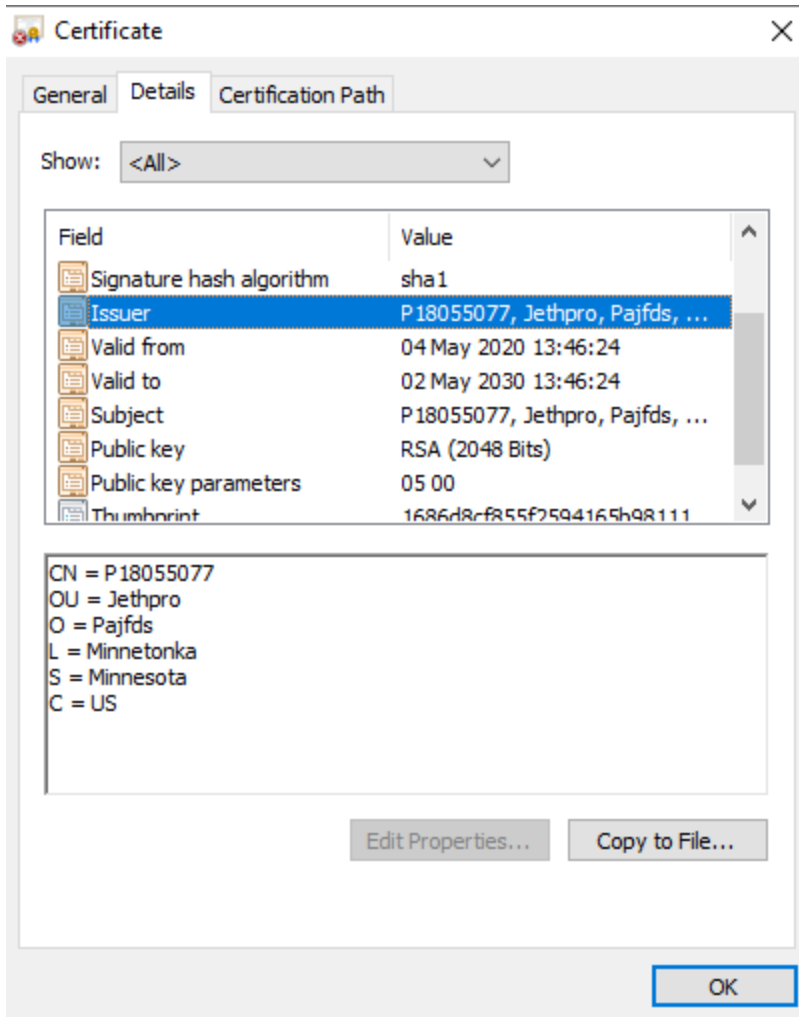 Certificate
General Details Certification Path
Show: <All>
Field Value
Signature hash algorithm sha1
Issuer P18055077, Jethpro, Pajfds, ...
Valid from 04 May 2020 13:46:24
Valid to 02 May 2030 13:46:24
Subject P18055077, Jethpro, Pajfds, ...
Public key RSA (2048 Bits)
Public key parameters 05 00
Thumbprint 1686d8cf855f2594165b98111
CN = P18055077
OU = Jethpro
O = Pajfds
L = Minnetonka
S = Minnesota
C = US
Edit Properties... Copy to File...
OK